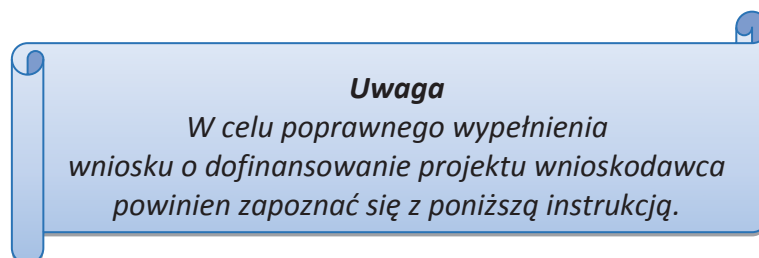 Uwaga
W celu poprawnego wypełnienia
wniosku o dofinansowanie projektu wnioskodawca
powinien zapoznać się z poniższą instrukcją.